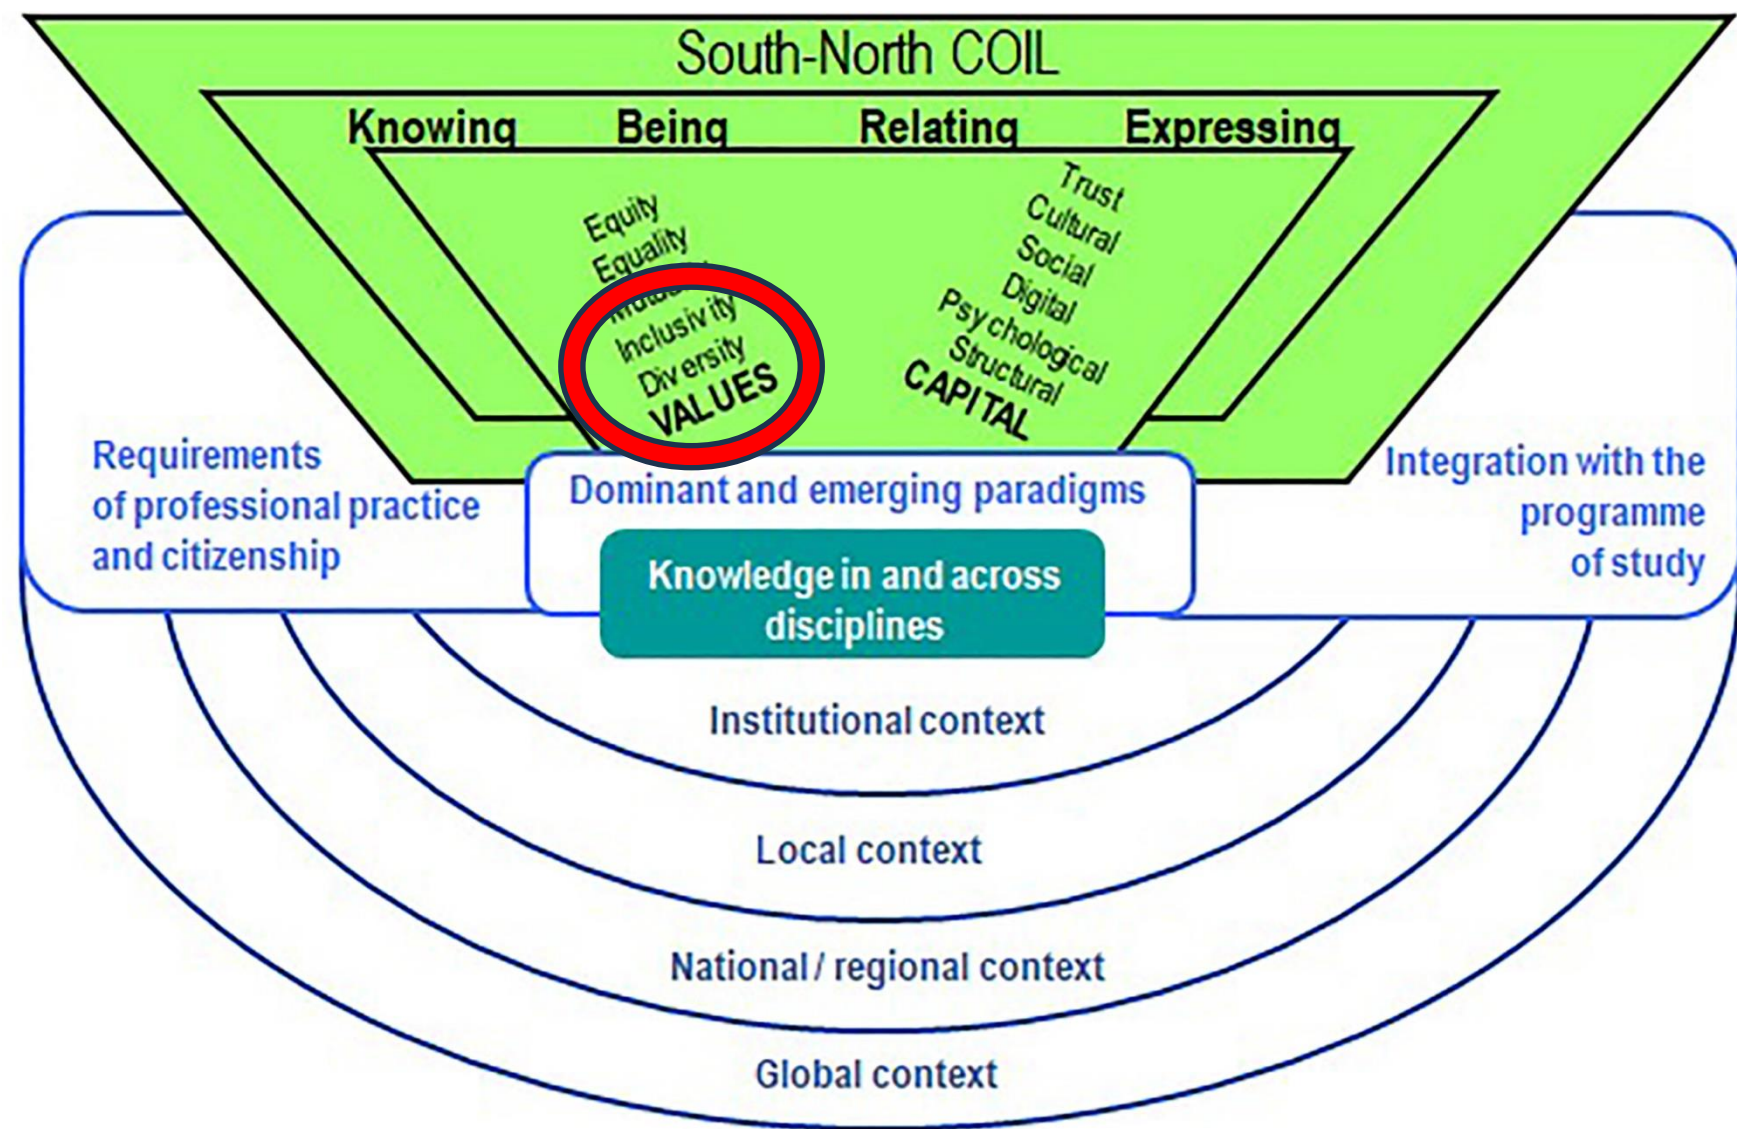 South-North COIL
Knowing Being Relating Expressing
Equity
Equality
Inclusivity
Diversity
VALUES
Trust
Cultural
Social
Digital
Psychological
Structural
CAPITAL
Requirements
of professional practice
and citizenship
Dominant and emerging paradigms
Integration with the
programme
of study
Knowledge in and across
disciplines
Institutional context
Local context
National / regional context
Global context